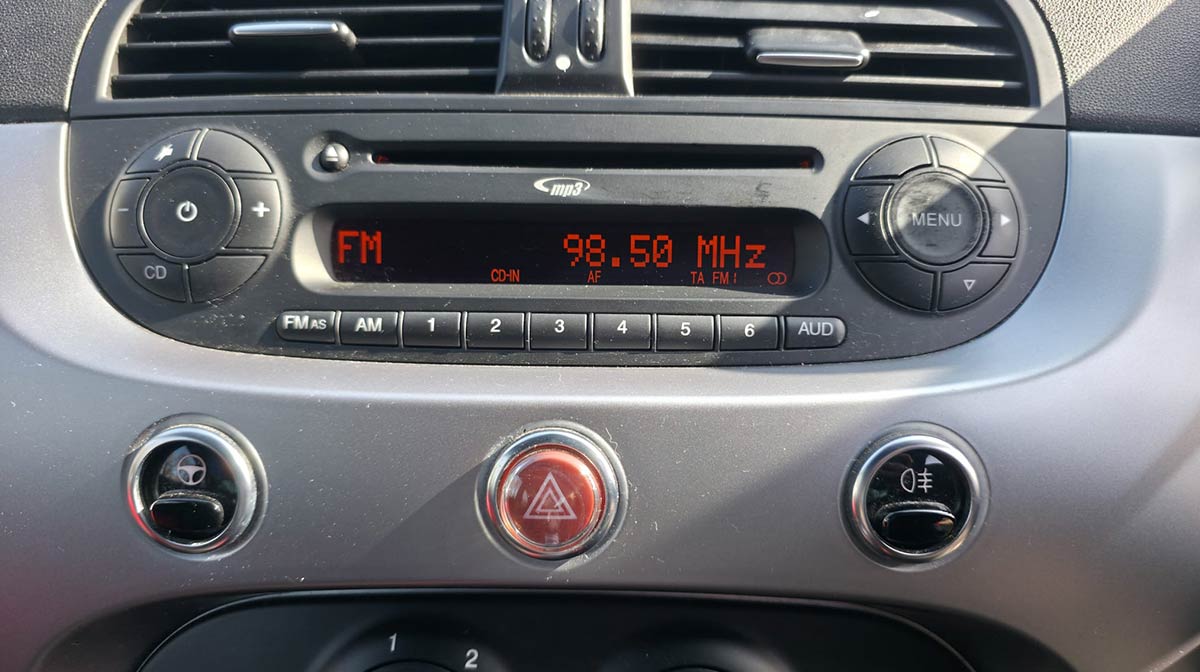 mp3
FM 98.50 MHz
CD-IN AF TA FM1
- +
CD
MENU
FM AS AM 1 2 3 4 5 6 AUD
1 2